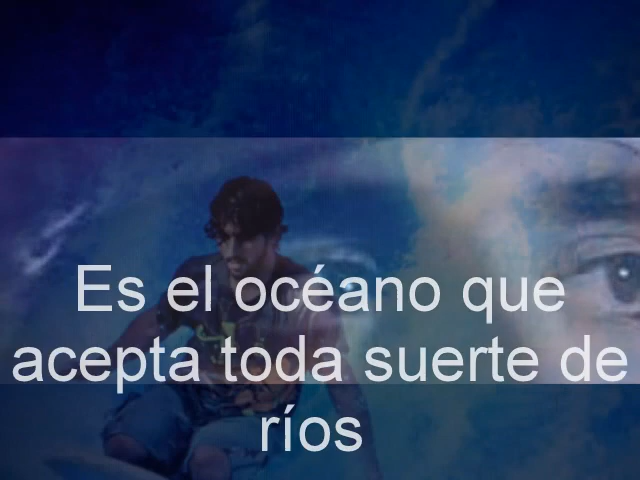 Es el océano que
acepta toda suerte de
ríos